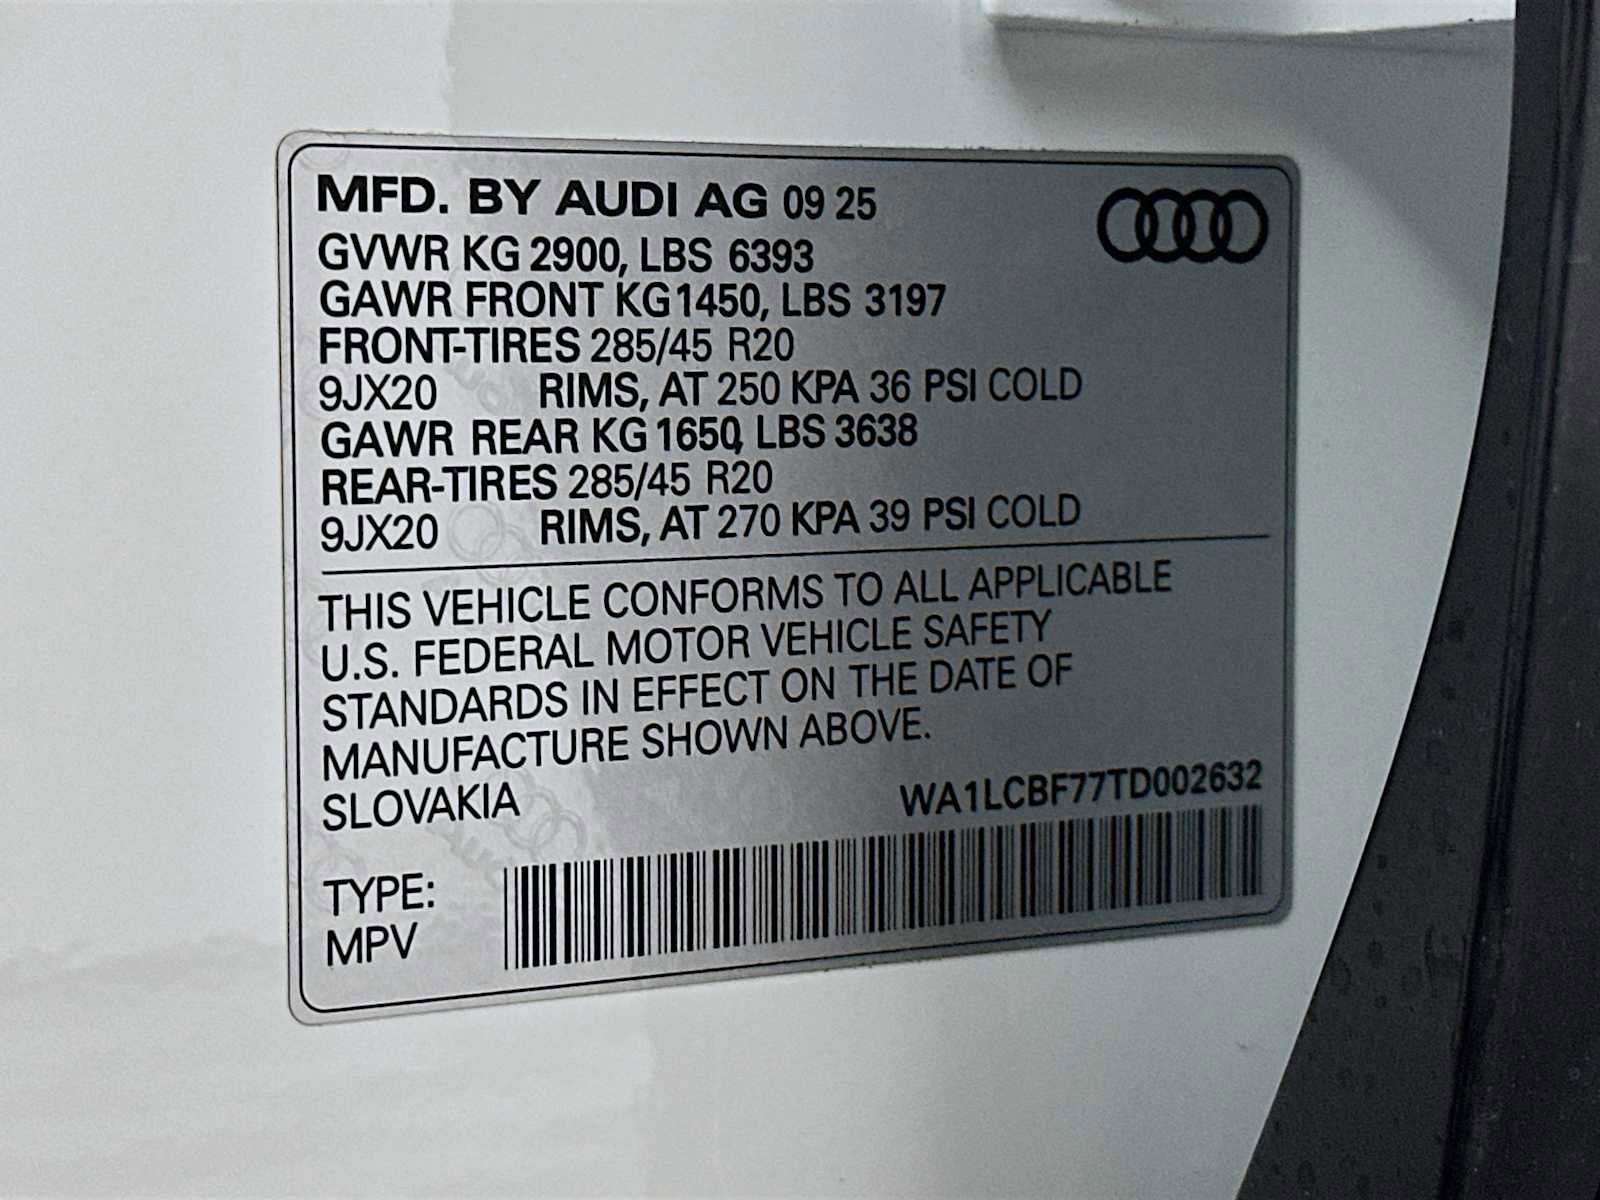 MFD. BY AUDI AG 09 25
GVWR KG 2900, LBS 6393
GAWR FRONT KG 1450, LBS 3197
FRONT-TIRES 285/45 R20
9JX20 RIMS, AT 250 KPA 36 PSI COLD
GAWR REAR KG 1650, LBS 3638
REAR-TIRES 285/45 R20
9JX20 RIMS, AT 270 KPA 39 PSI COLD
THIS VEHICLE CONFORMS TO ALL APPLICABLE
U.S. FEDERAL MOTOR VEHICLE SAFETY
STANDARDS IN EFFECT ON THE DATE OF
MANUFACTURE SHOWN ABOVE.
SLOVAKIA
WA1LCBF77TD002632
TYPE:
MPV